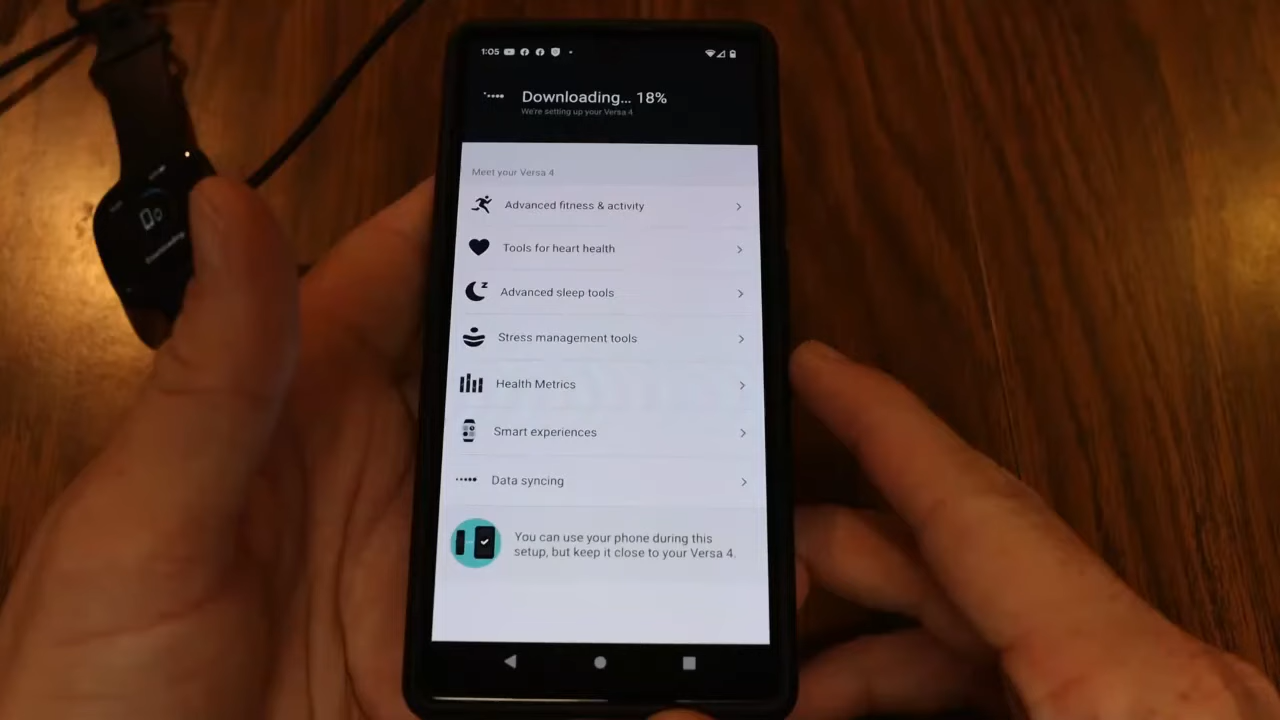 1:05
Downloading... 18%
We're setting up your Versa 4
Meet your Versa 4
Advanced fitness & activity
Tools for heart health
Advanced sleep tools
Stress management tools
Health Metrics
Smart experiences
Data syncing
You can use your phone during this
setup, but keep it close to your Versa 4.
Downloading